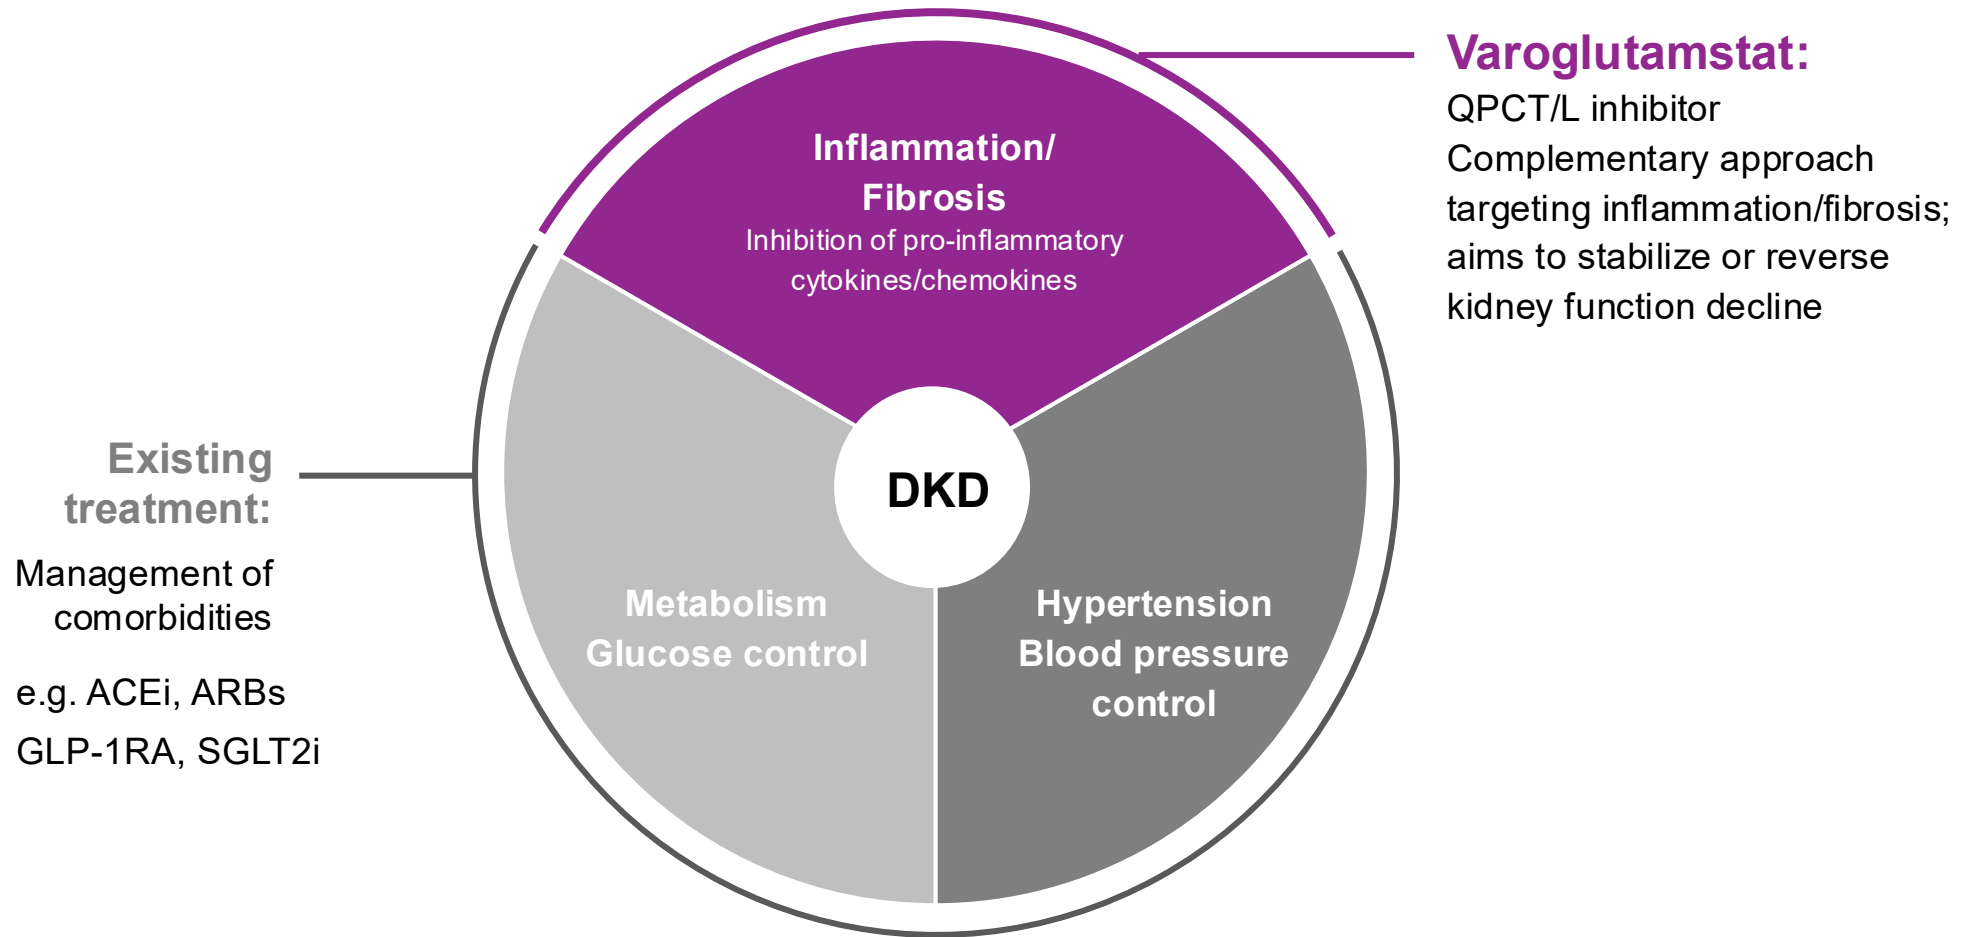 Inflammation/
Fibrosis
Inhibition of pro-inflammatory
cytokines/chemokines
Varoglutamstat:
QPCT/L inhibitor
Complementary approach
targeting inflammation/fibrosis;
aims to stabilize or reverse
kidney function decline
Existing
treatment:
Management of
comorbidities
e.g. ACEi, ARBs
GLP-1RA, SGLT2i
DKD
Metabolism
Glucose control
Hypertension
Blood pressure
control